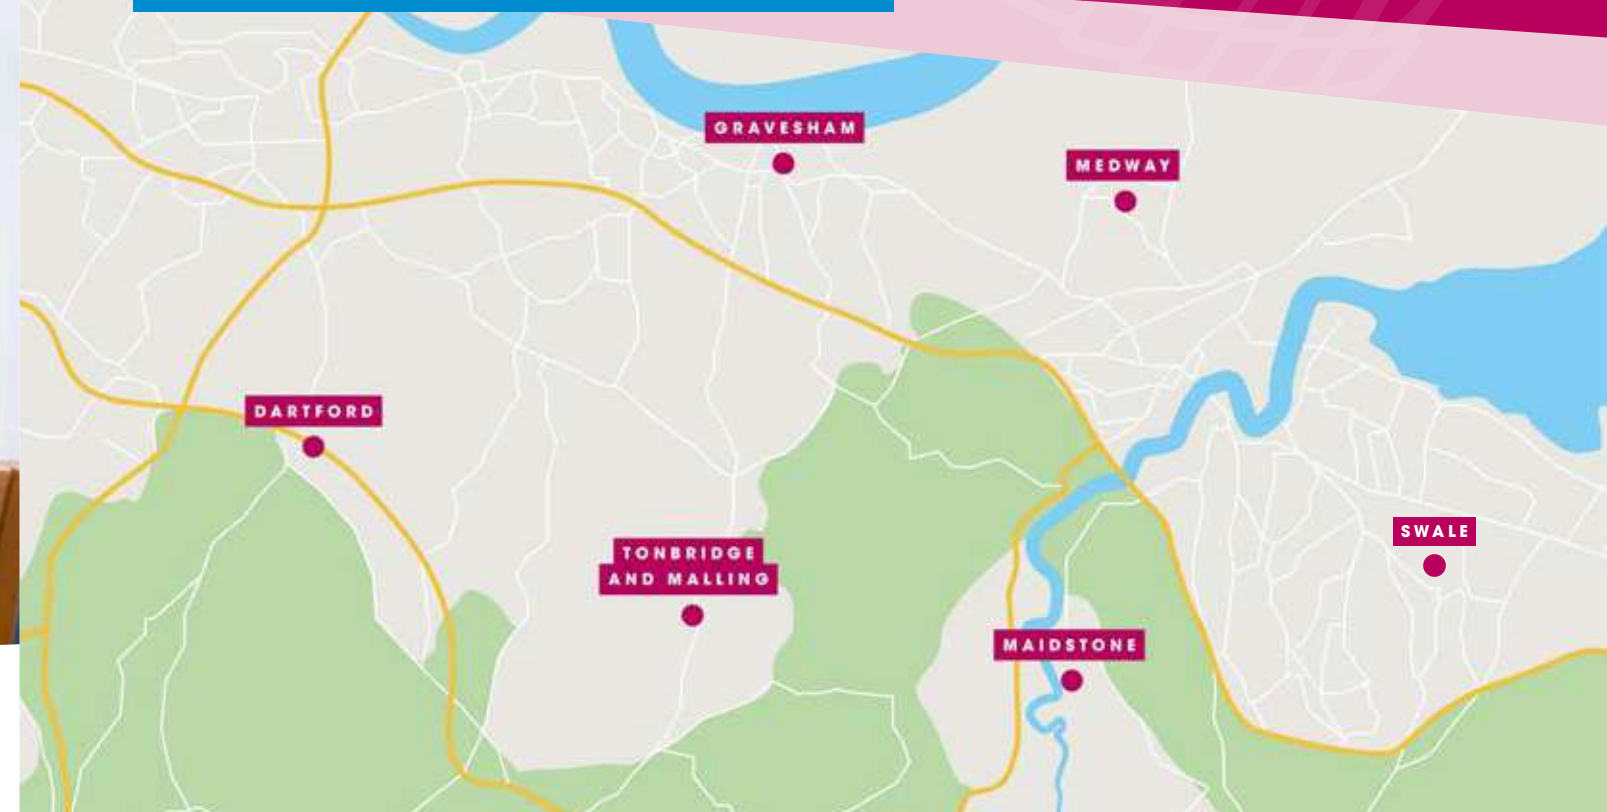 GRAVESHAM
MEDWAY
DARTFORD
SWALE
TONBRIDGE
AND MALLING
MAIDSTONE